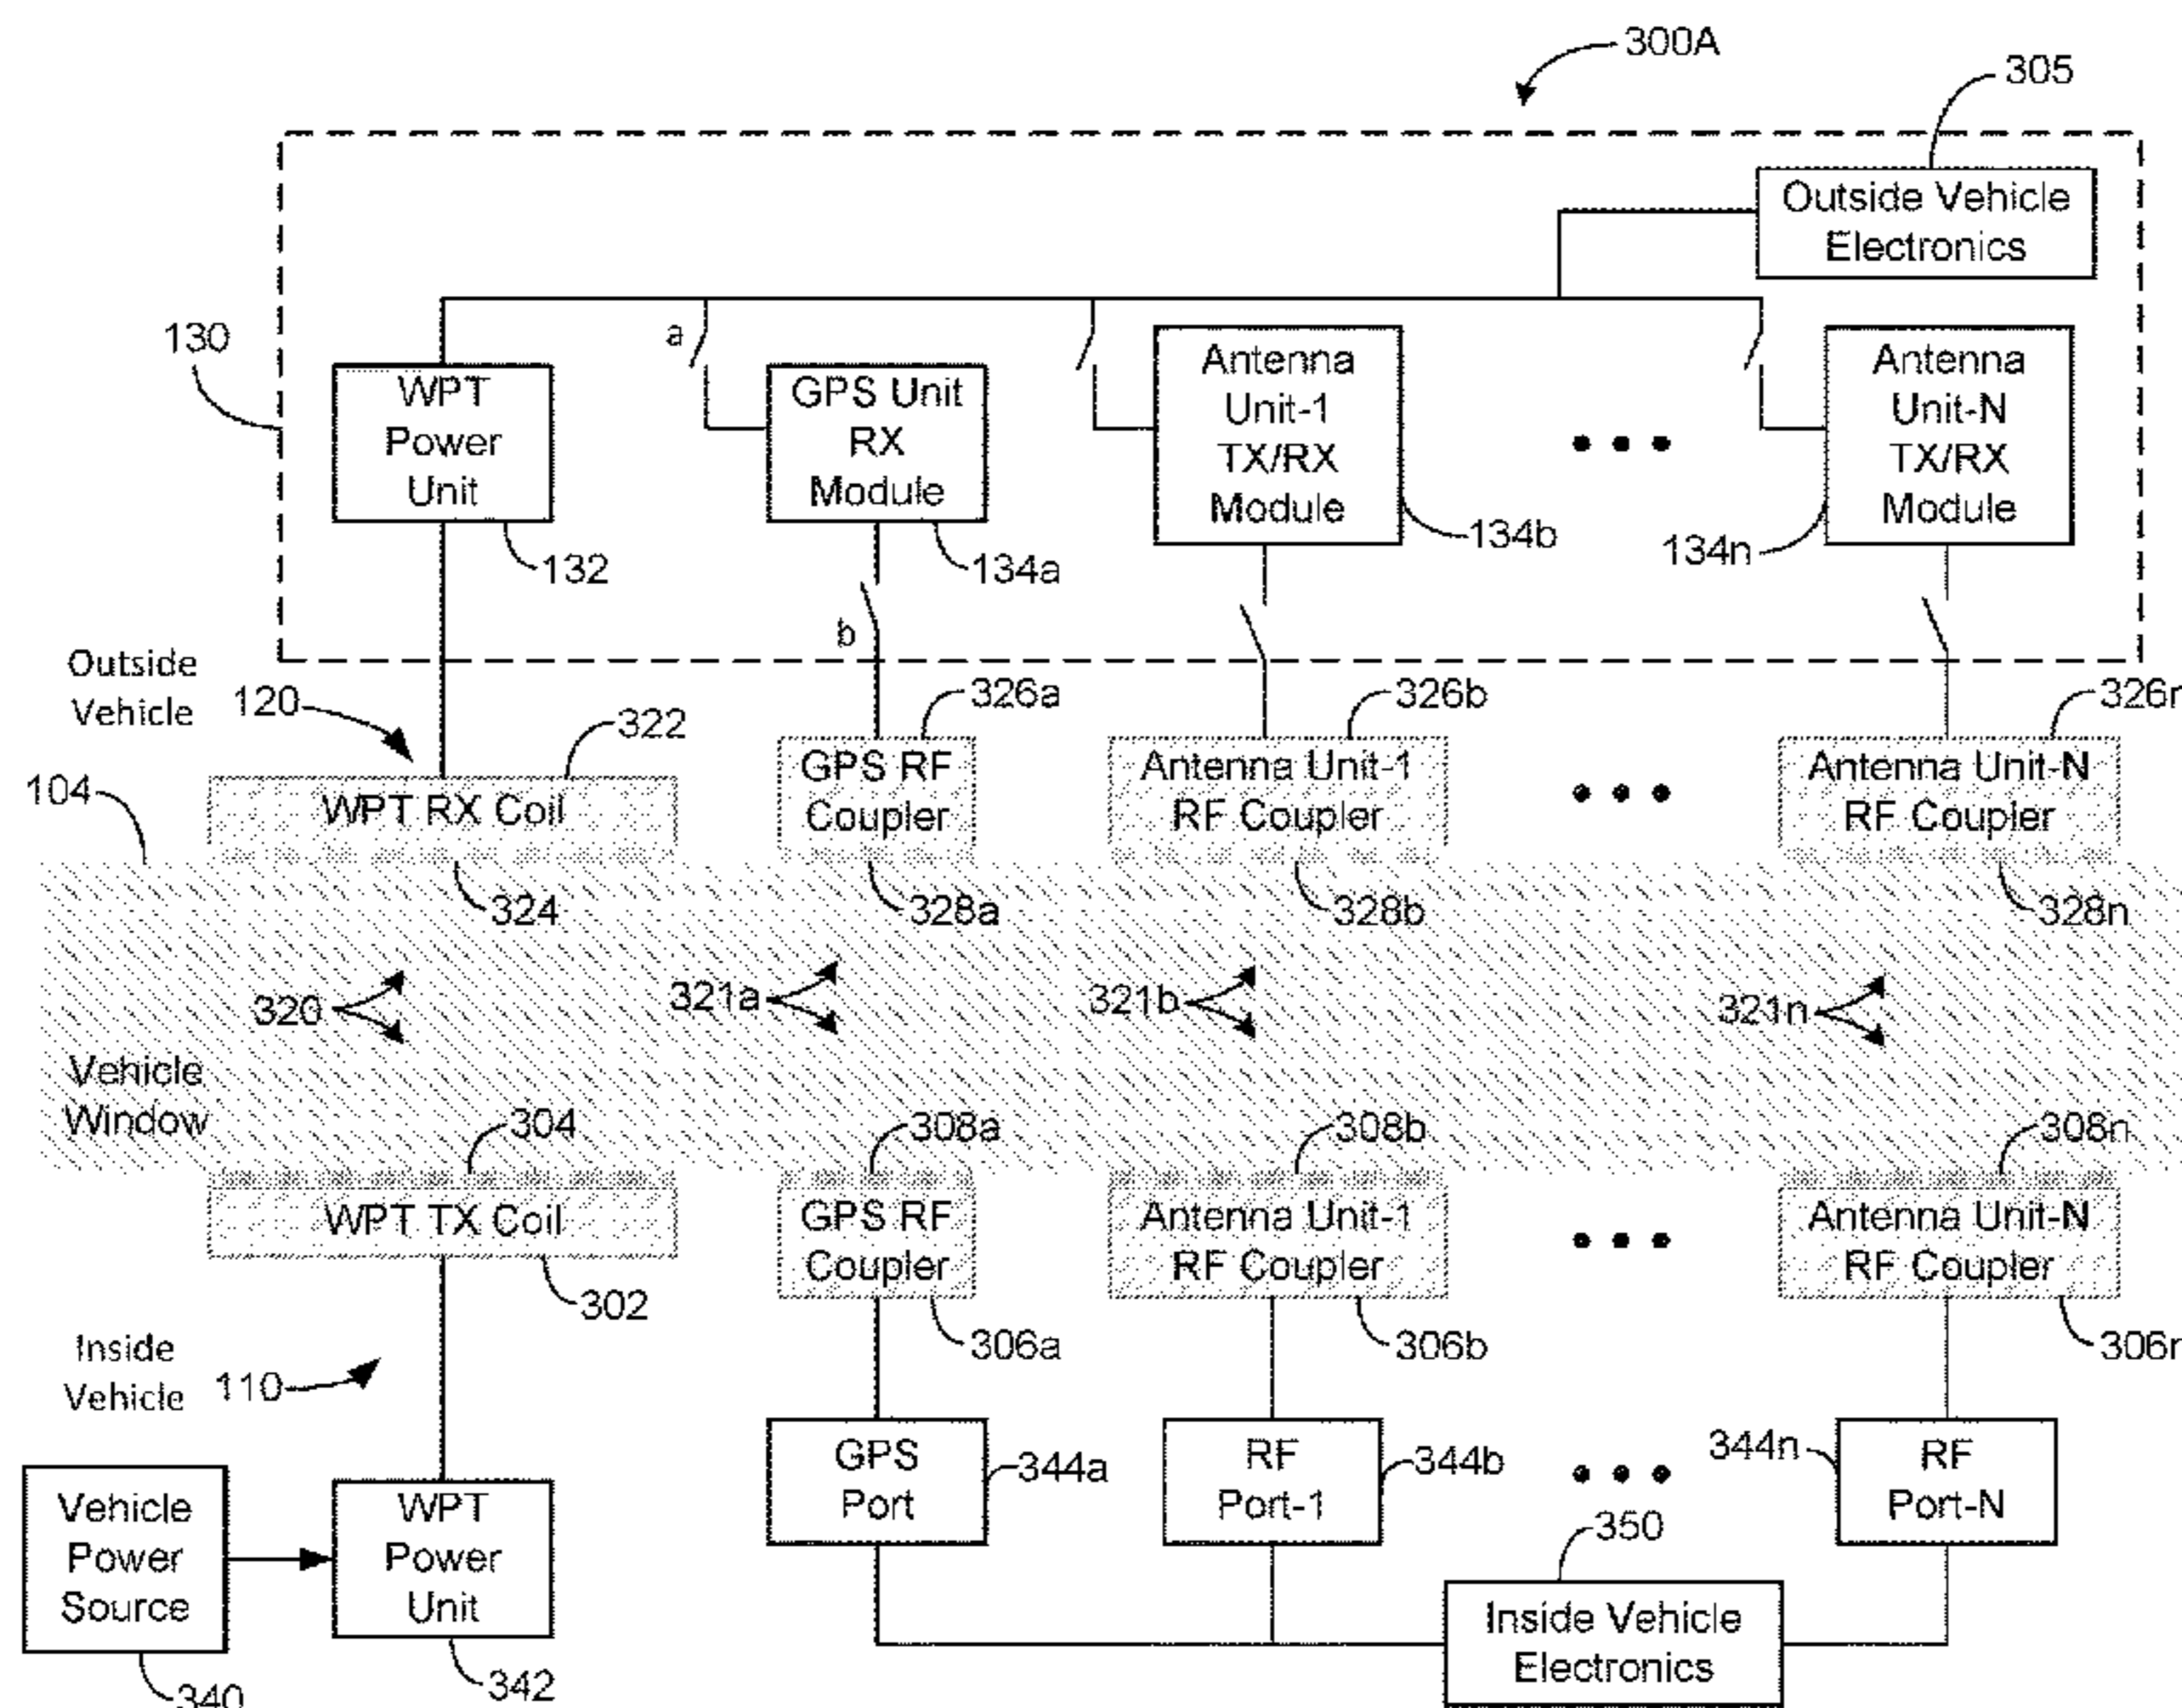 300A
305
Outside Vehicle
Electronics
130
a
WPT
Power
Unit
GPS Unit
RX
Module
Antenna
Unit-1
TX/RX
Module
Antenna
Unit-N
TX/RX
Module
132
134a
134b
134n
b
Outside
Vehicle
120
322
326a
326b
326n
104
WPT RX Coil
GPS RF
Coupler
Antenna Unit-1
RF Coupler
Antenna Unit-N
RF Coupler
324
328a
328b
328n
320
321a
321b
321n
Vehicle
Window
304
308a
308b
308n
WPT TX Coil
GPS RF
Coupler
Antenna Unit-1
RF Coupler
Antenna Unit-N
RF Coupler
302
306a
306b
306n
Inside
Vehicle
110
Vehicle
Power
Source
WPT
Power
Unit
GPS
Port
344a
RF
Port-1
344b
344n
RF
Port-N
350
Inside Vehicle
Electronics
340
342